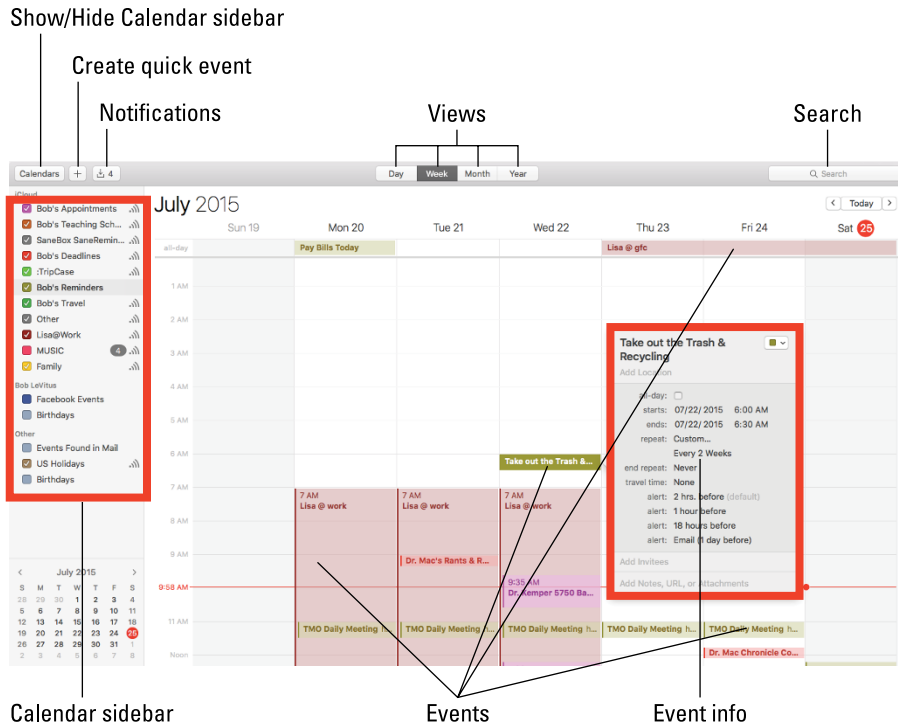 Show/Hide Calendar sidebar
Create quick event
Notifications
Views
Search
Calendars + 4
Day Week Month Year
Search
iCloud
Bob's Appointments
Bob's Teaching Sch...
SaneBox SaneRemin...
Bob's Deadlines
:TripCase
Bob's Reminders
Bob's Travel
Other
Lisa@Work
MUSIC 4
Family
Bob LeVitus
Facebook Events
Birthdays
Other
Events Found in Mail
US Holidays
Birthdays
< July 2015 >
S M T W T F S
28 29 30 1 2 3 4
5 6 7 8 9 10 11
12 13 14 15 16 17 18
19 20 21 22 23 24 25
26 27 28 29 30 31 1
2 3 4 5 6 7 8
July 2015
< Today >
Sun 19 Mon 20 Tue 21 Wed 22 Thu 23 Fri 24 Sat 25
all-day Pay Bills Today Lisa @ gfc
1 AM
2 AM
3 AM
4 AM
5 AM
6 AM
Take out the Trash &...
7 AM
7 AM 7 AM 7 AM
Lisa @ work Lisa @ work Lisa @ work
8 AM
9 AM
Dr. Mac's Rants & R...
9:58 AM
9:35 AM
Dr. Kemper 5750 Ba...
11 AM
TMO Daily Meeting h... TMO Daily Meeting h... TMO Daily Meeting h... TMO Daily Meeting h... TMO Daily Meeting h...
Noon
Dr. Mac Chronicle Co...
Take out the Trash &
Recycling
Add Location
all-day:
starts: 07/22/2015 6:00 AM
ends: 07/22/2015 6:30 AM
repeat: Custom...
Every 2 Weeks
end repeat: Never
travel time: None
alert: 2 hrs. before (default)
alert: 1 hour before
alert: 18 hours before
alert: Email (1 day before)
Add Invitees
Add Notes, URL, or Attachments
Calendar sidebar
Events
Event info